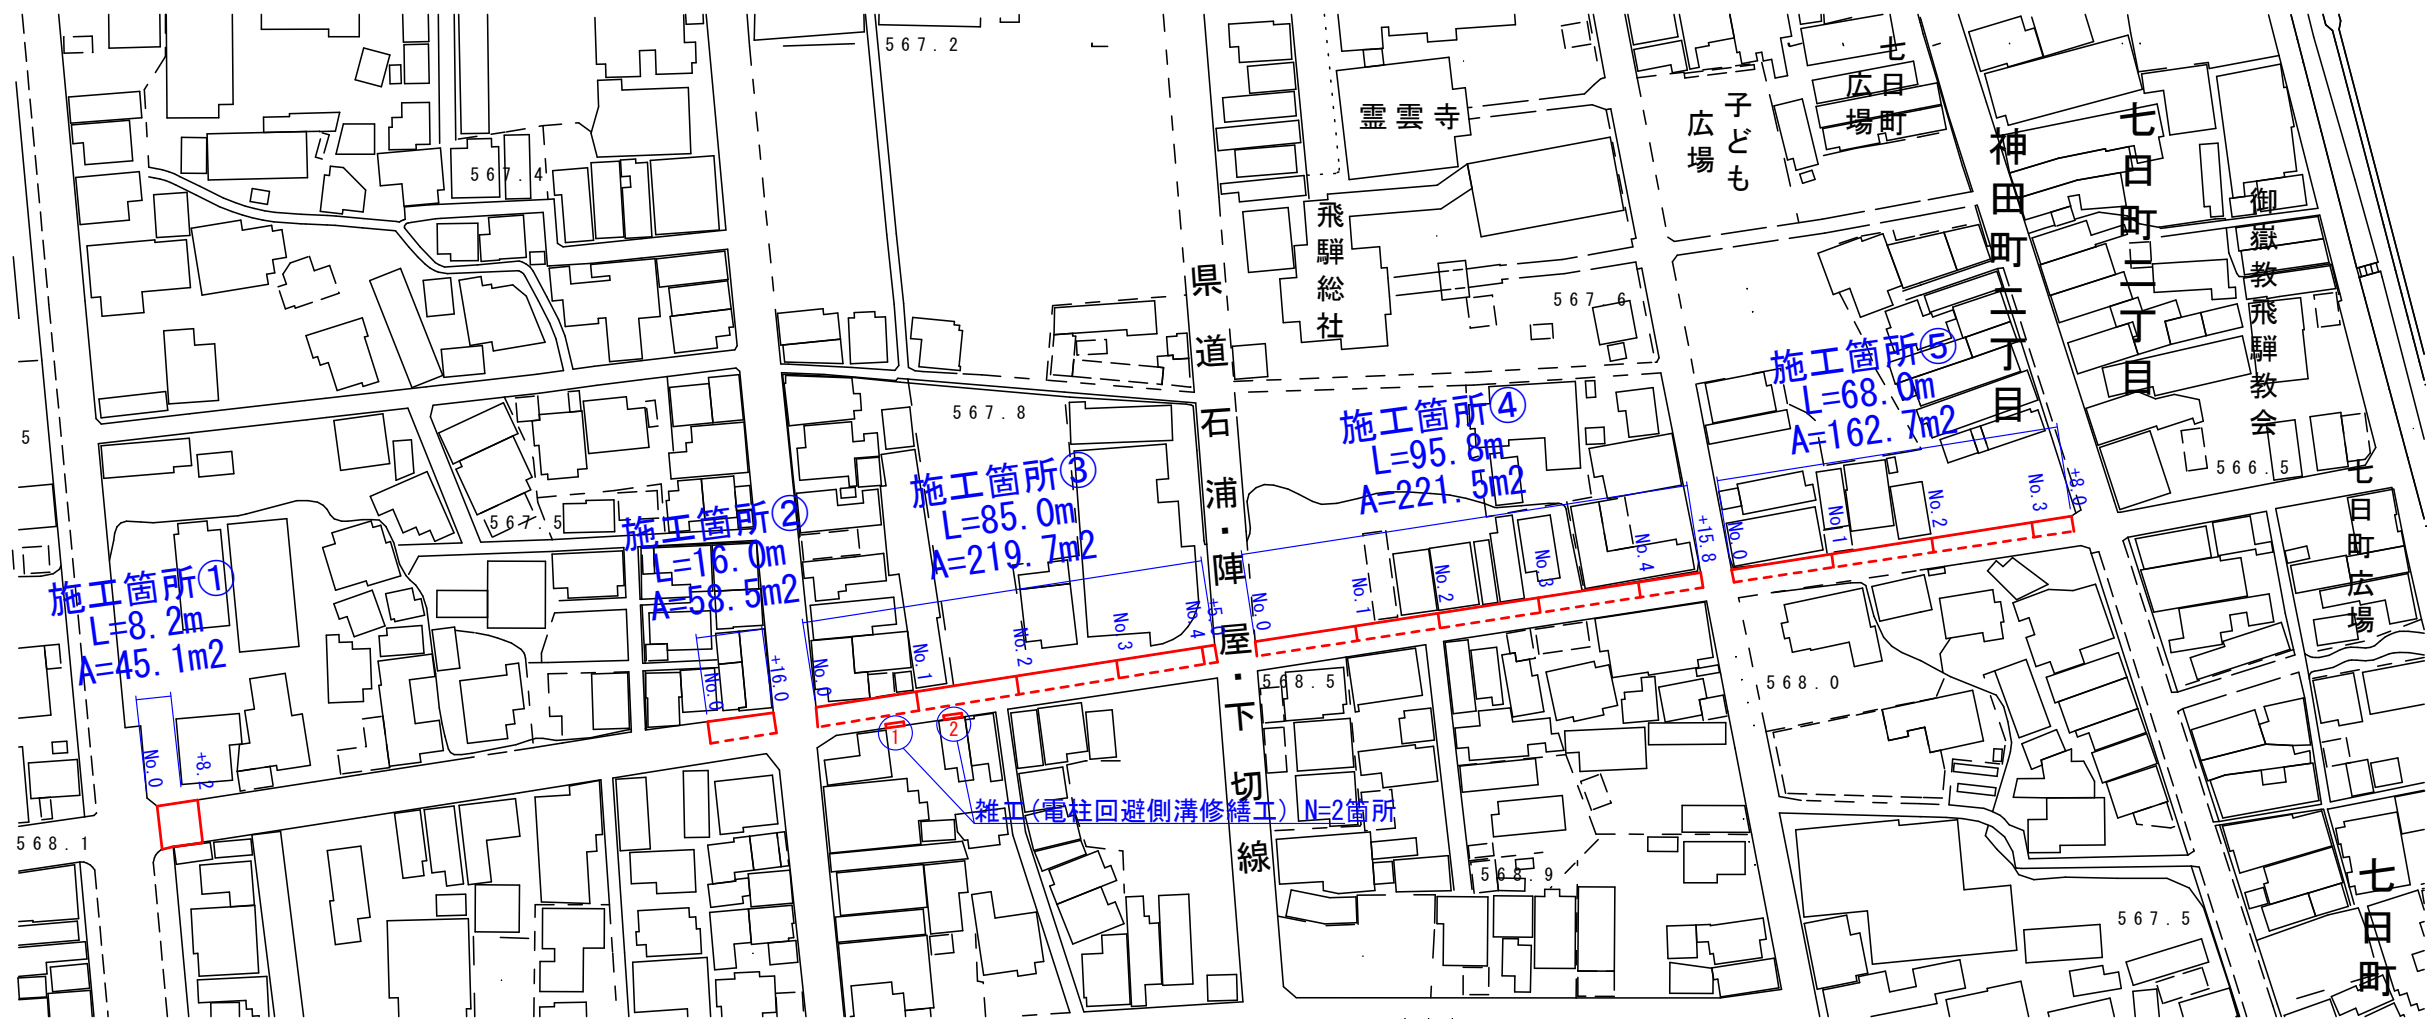 567.2
567.4
567.5
567.8
567.6
566.5
568.5
568.0
568.1
568.9
567.5
5
霊雲寺
飛騨総社
子ども
広場
七日町
広場
神田町二丁目
七日町二丁目
御嶽教飛騨教会
七日町広場
七日町
県道石浦・陣屋・下切線
施工箇所①
L=8.2m
A=45.1m2
No.0
+8.2
施工箇所②
L=16.0m
A=58.5m2
No.0
+16.0
施工箇所③
L=85.0m
A=219.7m2
No.0
No.1
No.2
No.3
No.4
+5.0
施工箇所④
L=95.8m
A=221.5m2
No.0
No.1
No.2
No.3
No.4
+15.8
施工箇所⑤
L=68.0m
A=162.7m2
No.0
No.1
No.2
No.3
+8.0
1
2
雑工(電柱回避側溝修繕工) N=2箇所